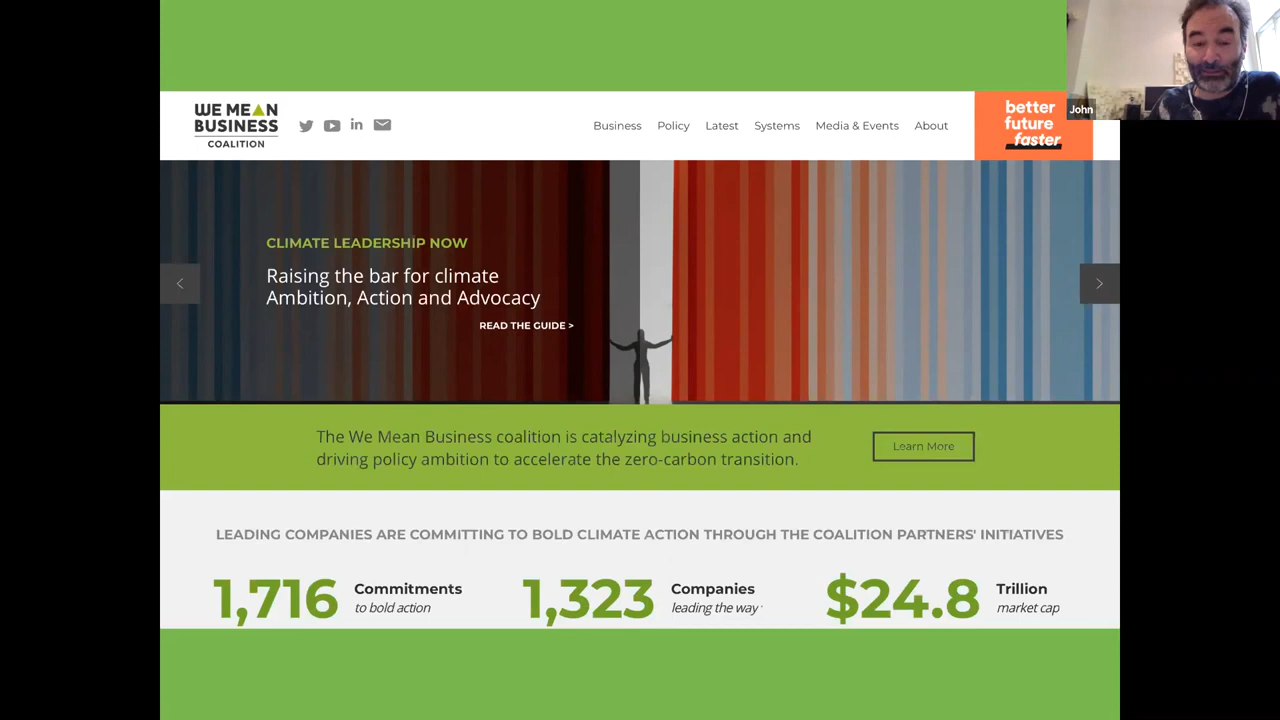 John
WE MEAN
BUSINESS
COALITION
Business Policy Latest Systems Media & Events About
better
future
faster
CLIMATE LEADERSHIP NOW
Raising the bar for climate
Ambition, Action and Advocacy
READ THE GUIDE >
The We Mean Business coalition is catalyzing business action and
driving policy ambition to accelerate the zero-carbon transition.
Learn More
LEADING COMPANIES ARE COMMITTING TO BOLD CLIMATE ACTION THROUGH THE COALITION PARTNERS' INITIATIVES
1,716 Commitments
to bold action
1,323 Companies
leading the way
$24.8 Trillion
market cap